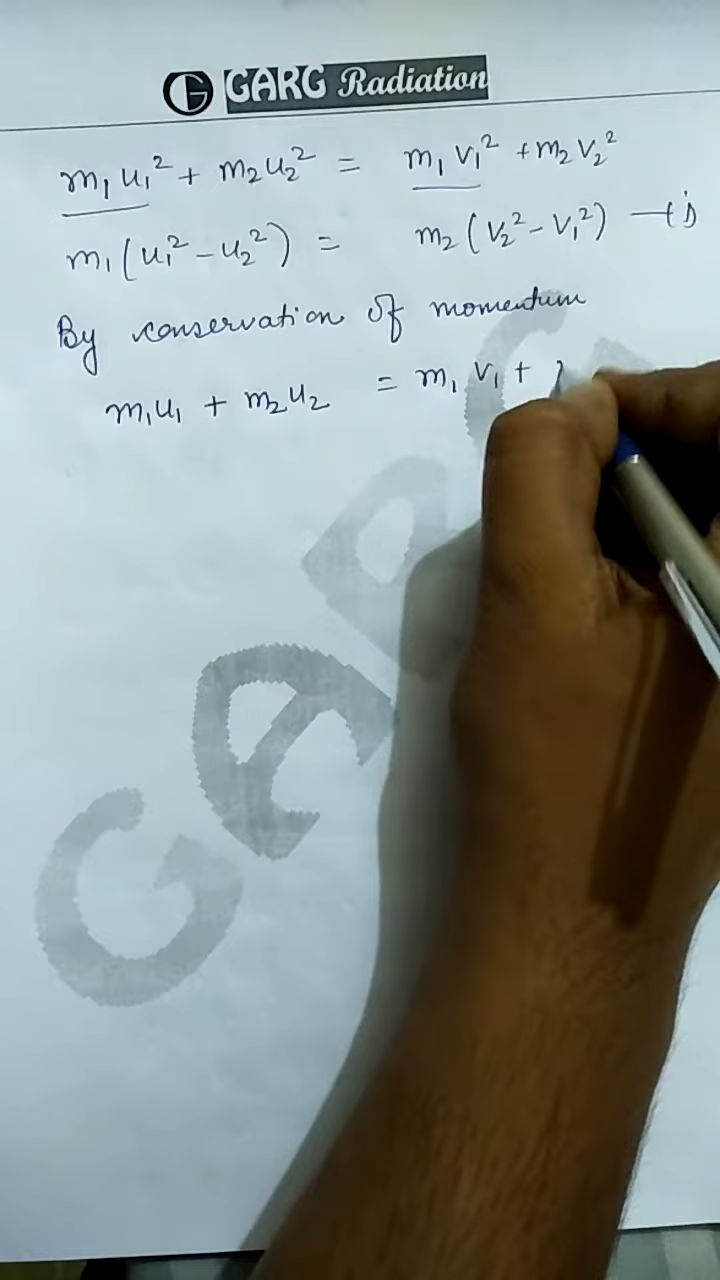 GARG Radiation
m₁u₁² + m₂u₂² = m₁v₁² + m₂v₂²
m₁(u₁² - u₂²) = m₂(v₂² - v₁²) —(i)
By conservation of momentum
m₁u₁ + m₂u₂ = m₁v₁ +
GARG